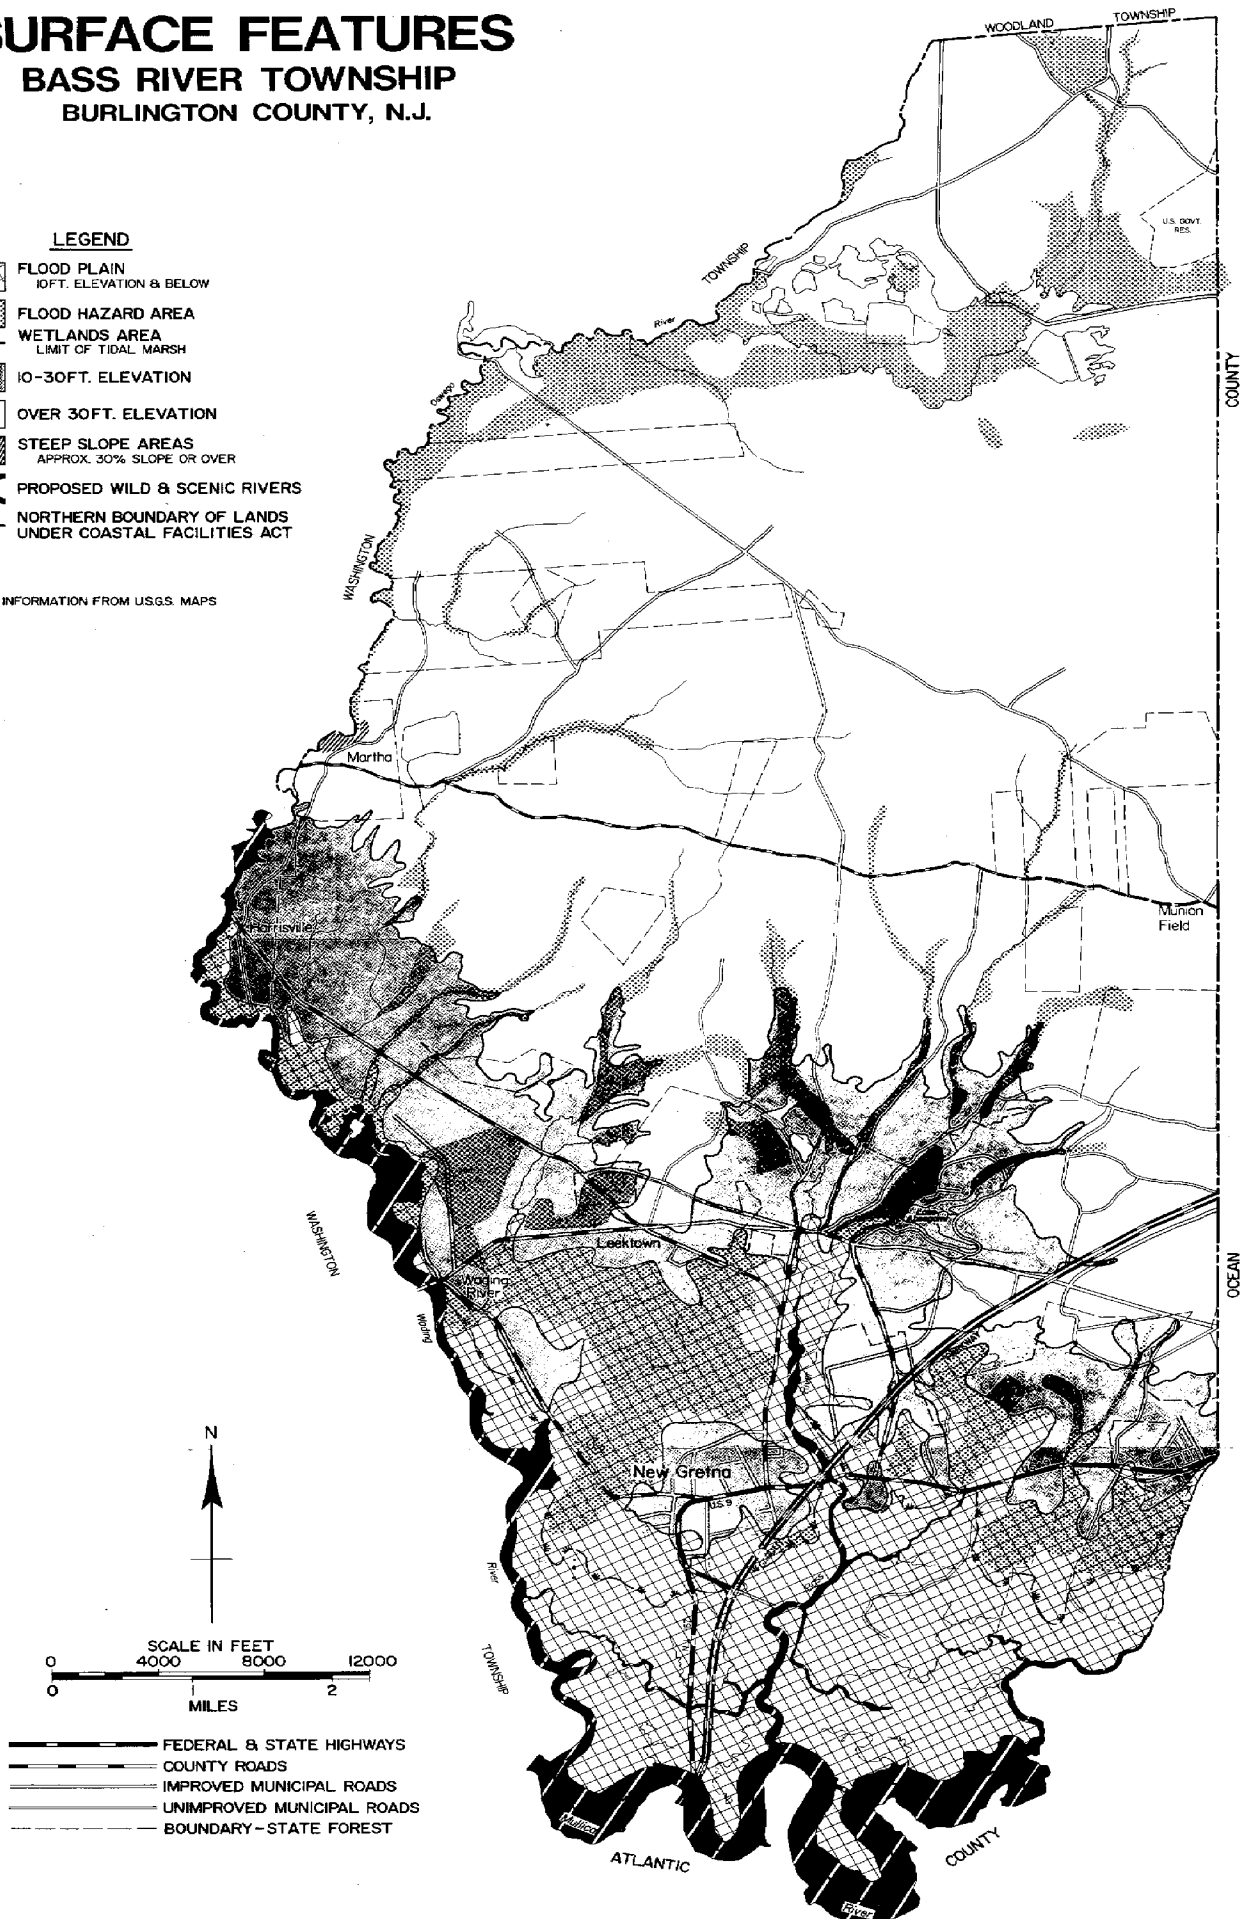 SURFACE FEATURES
BASS RIVER TOWNSHIP
BURLINGTON COUNTY, N.J.
WOODLAND TOWNSHIP
U.S. GOVT.
RES.
LEGEND
FLOOD PLAIN
10FT. ELEVATION & BELOW
FLOOD HAZARD AREA
WETLANDS AREA
LIMIT OF TIDAL MARSH
10-30FT. ELEVATION
OVER 30FT. ELEVATION
STEEP SLOPE AREAS
APPROX. 30% SLOPE OR OVER
PROPOSED WILD & SCENIC RIVERS
NORTHERN BOUNDARY OF LANDS
UNDER COASTAL FACILITIES ACT
INFORMATION FROM U.S.G.S. MAPS
TOWNSHIP
River
Oswego
COUNTY
WASHINGTON
Martha
Munion
Field
Harrisville
WASHINGTON
Leektown
Wading
River
Wading
OCEAN
New Gretna
U.S. 9
River
TOWNSHIP
N
SCALE IN FEET
0 4000 8000 12000
0 1 2
MILES
FEDERAL & STATE HIGHWAYS
COUNTY ROADS
IMPROVED MUNICIPAL ROADS
UNIMPROVED MUNICIPAL ROADS
BOUNDARY-STATE FOREST
Mullica
ATLANTIC COUNTY
River